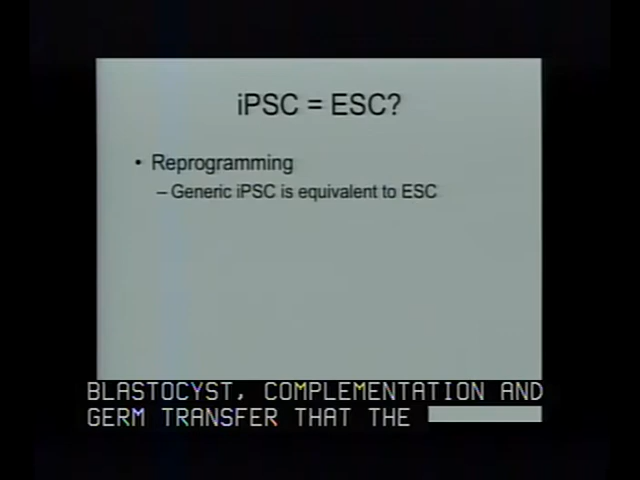 iPSC = ESC?
• Reprogramming
– Generic iPSC is equivalent to ESC
BLASTOCYST, COMPLEMENTATION AND
GERM TRANSFER THAT THE